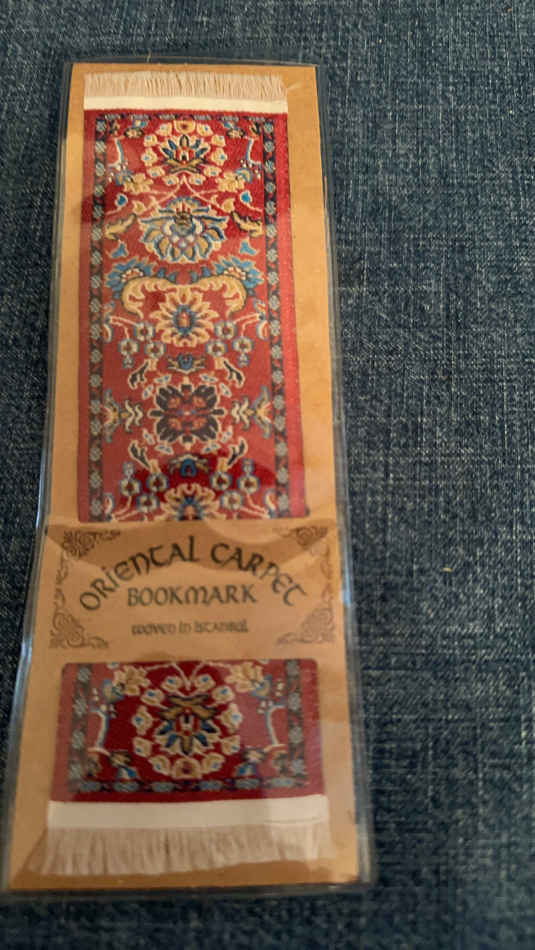 ORIENTAL CARPET
BOOKMARK
WOVEN IN ISTANBUL